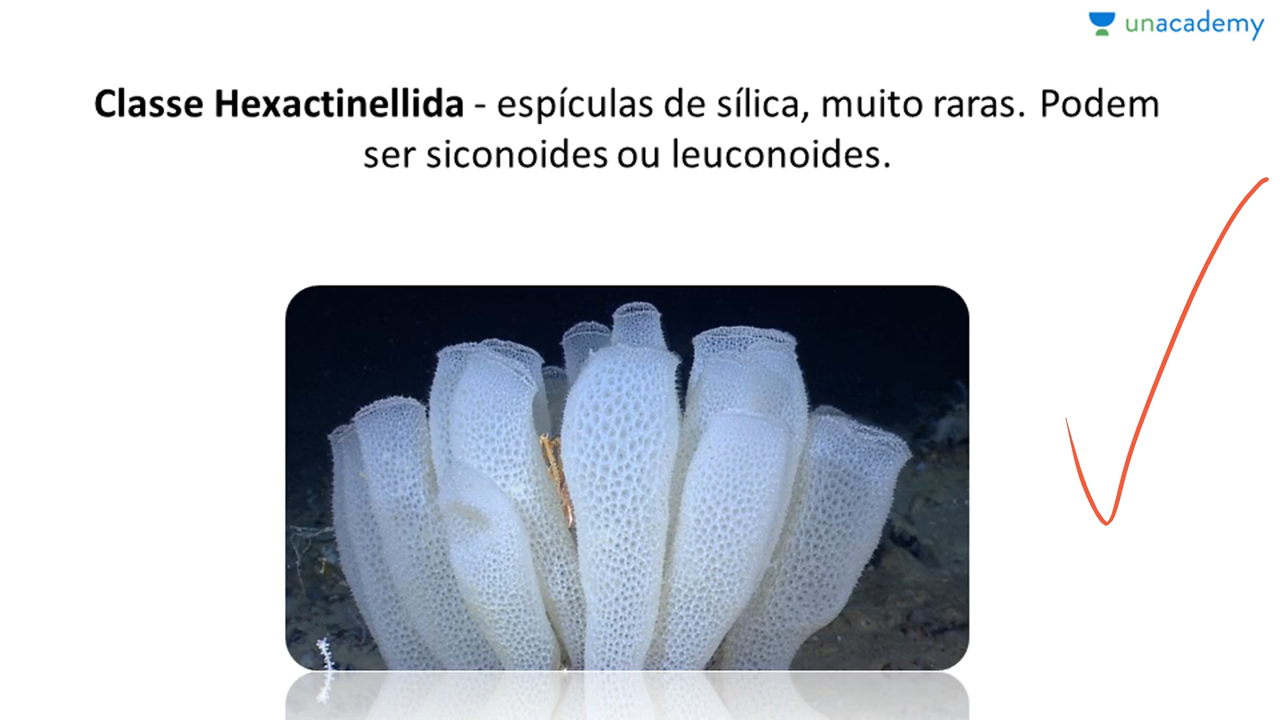 unacademy
Classe Hexactinellida - espículas de sílica, muito raras. Podem
ser siconoides ou leuconoides.